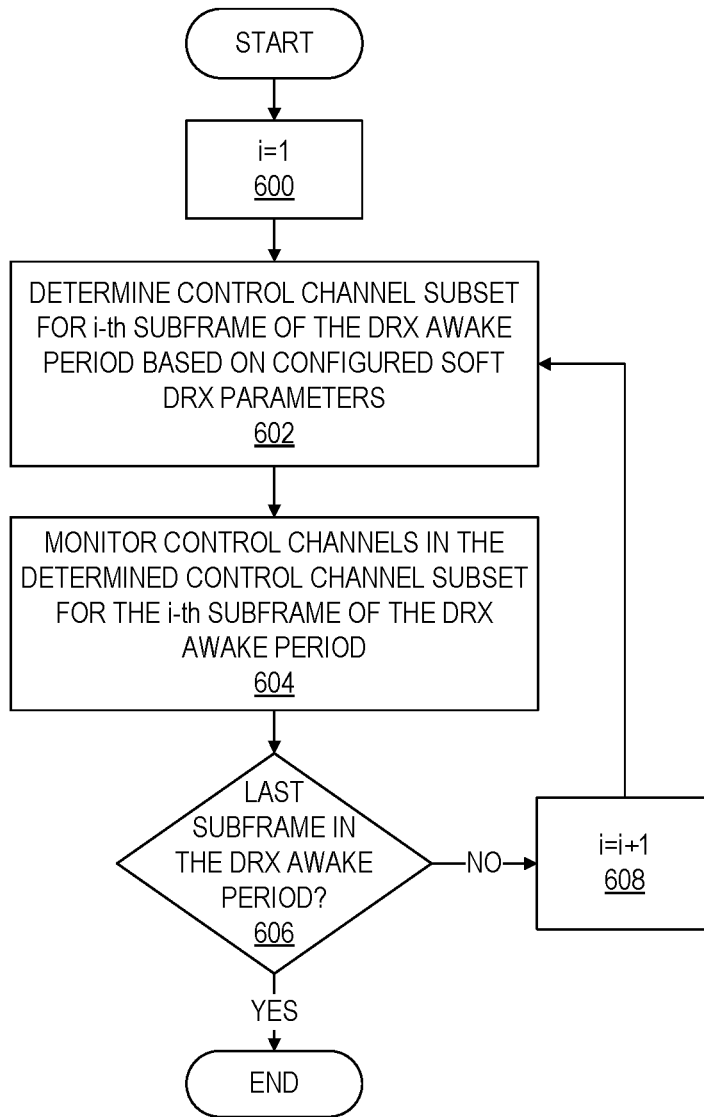 START
i=1
600
DETERMINE CONTROL CHANNEL SUBSET
FOR i-th SUBFRAME OF THE DRX AWAKE
PERIOD BASED ON CONFIGURED SOFT
DRX PARAMETERS
602
MONITOR CONTROL CHANNELS IN THE
DETERMINED CONTROL CHANNEL SUBSET
FOR THE i-th SUBFRAME OF THE DRX
AWAKE PERIOD
604
LAST
SUBFRAME IN
THE DRX AWAKE
PERIOD?
606
NO
i=i+1
608
YES
END